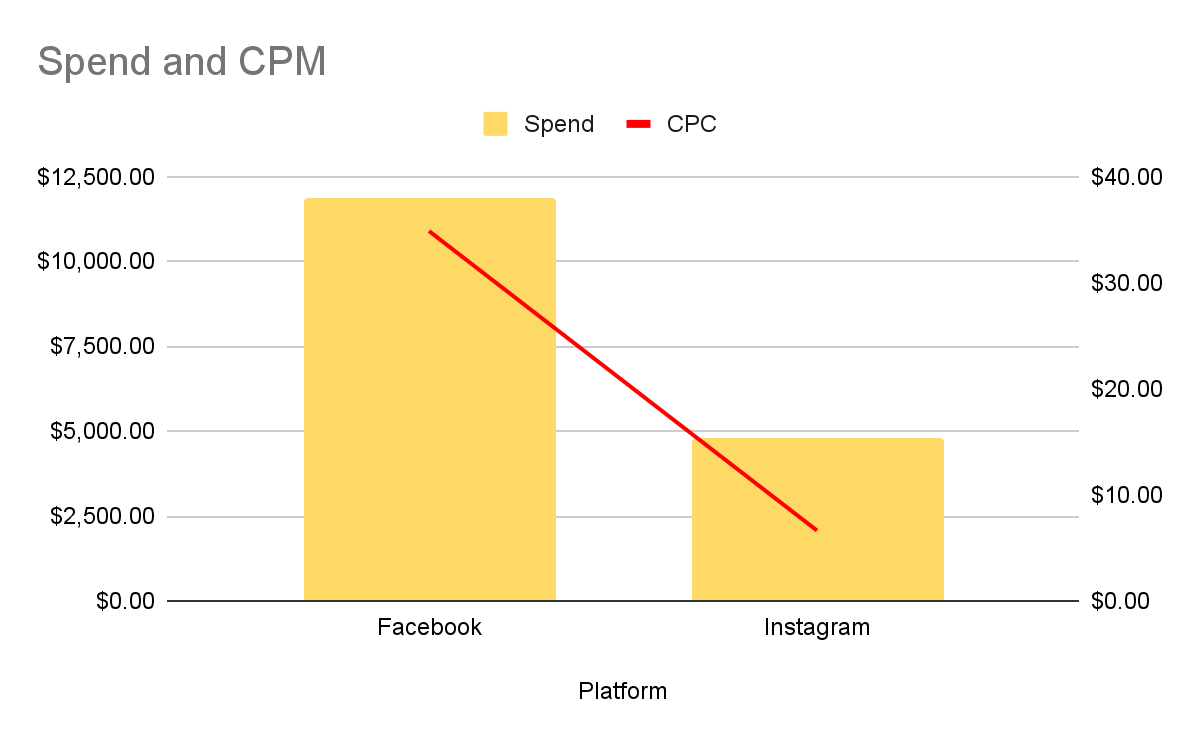 Spend and CPM
Spend CPC
$12,500.00 $40.00
$10,000.00 $30.00
$7,500.00 $20.00
$5,000.00 $10.00
$2,500.00 $0.00
$0.00
Facebook Instagram
Platform